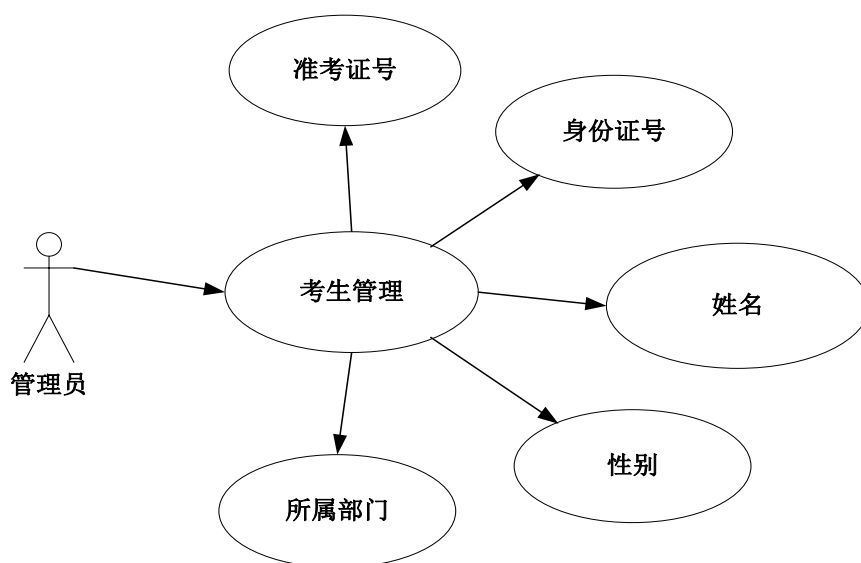 准考证号
身份证号
考生管理
姓名
管理员
性别
所属部门